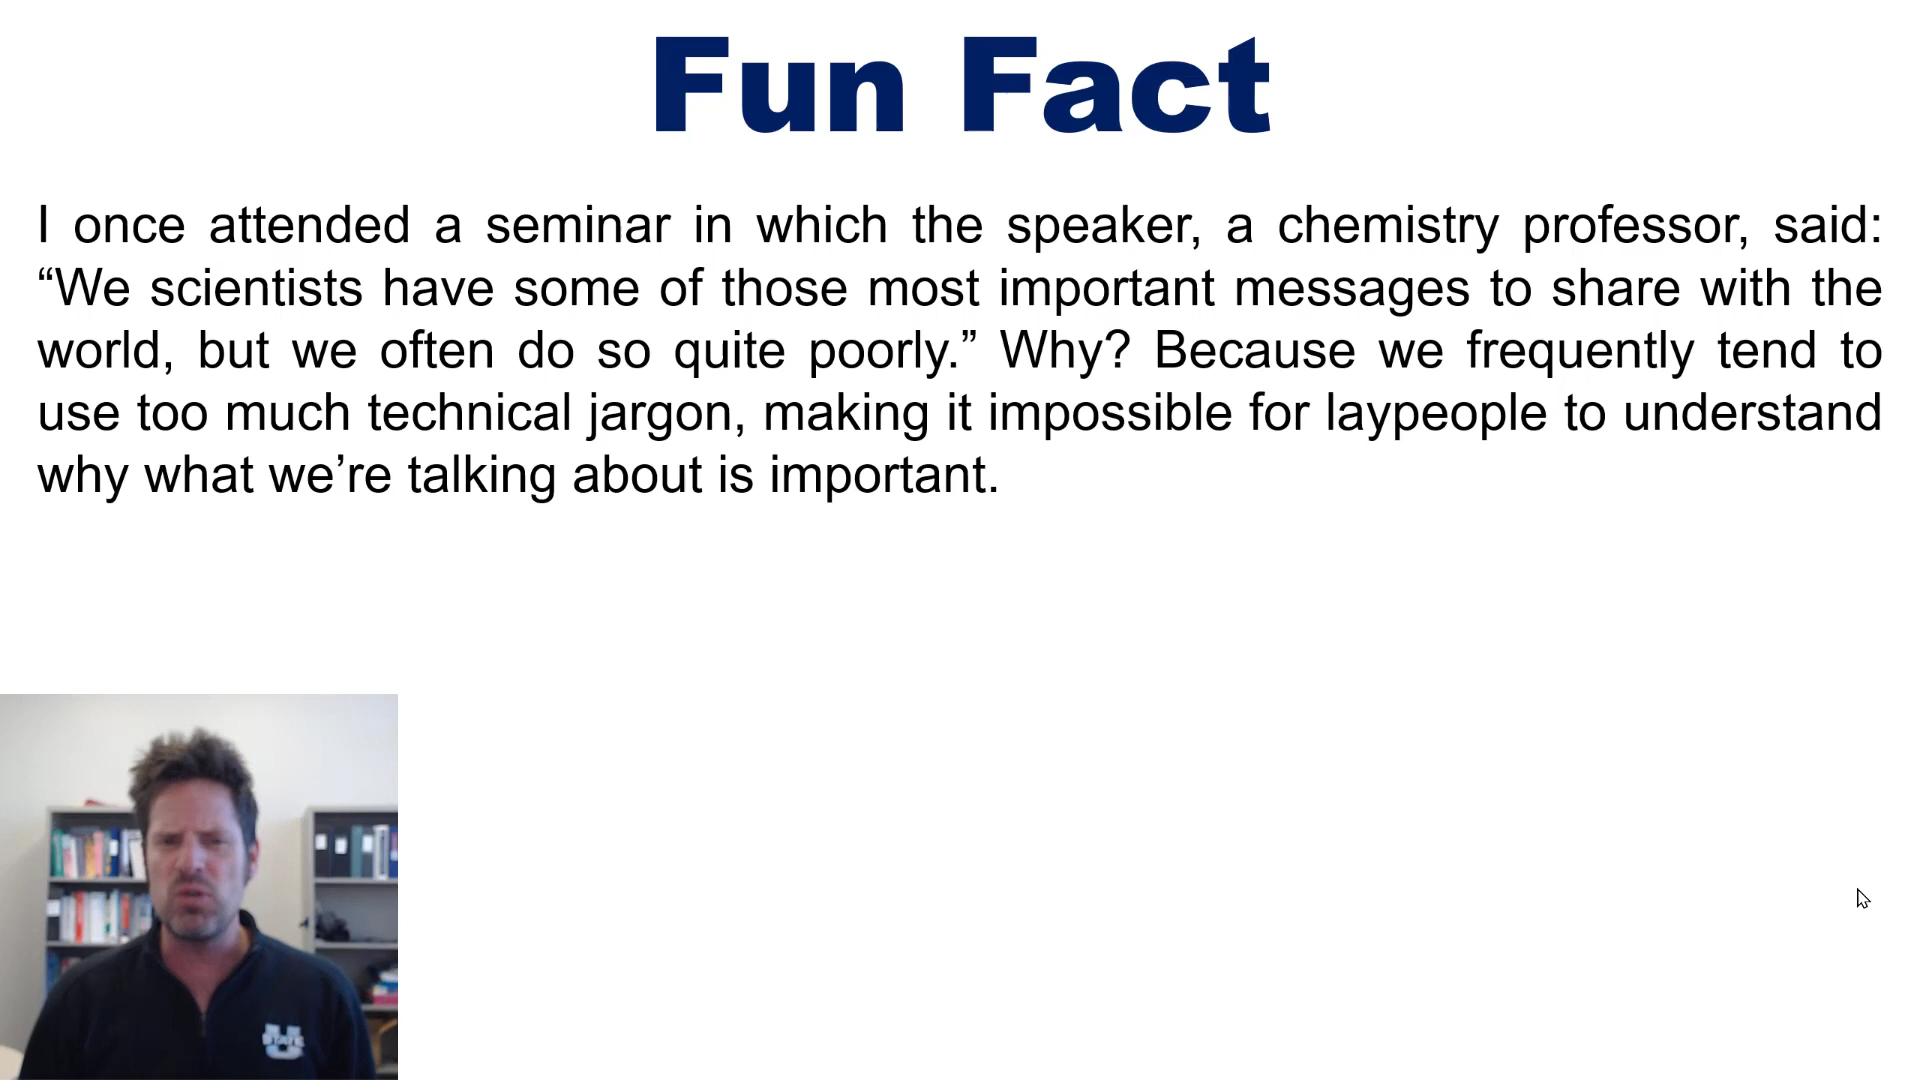 Fun Fact
I once attended a seminar in which the speaker, a chemistry professor, said:
“We scientists have some of those most important messages to share with the
world, but we often do so quite poorly.” Why? Because we frequently tend to
use too much technical jargon, making it impossible for laypeople to understand
why what we’re talking about is important.
U
STATE